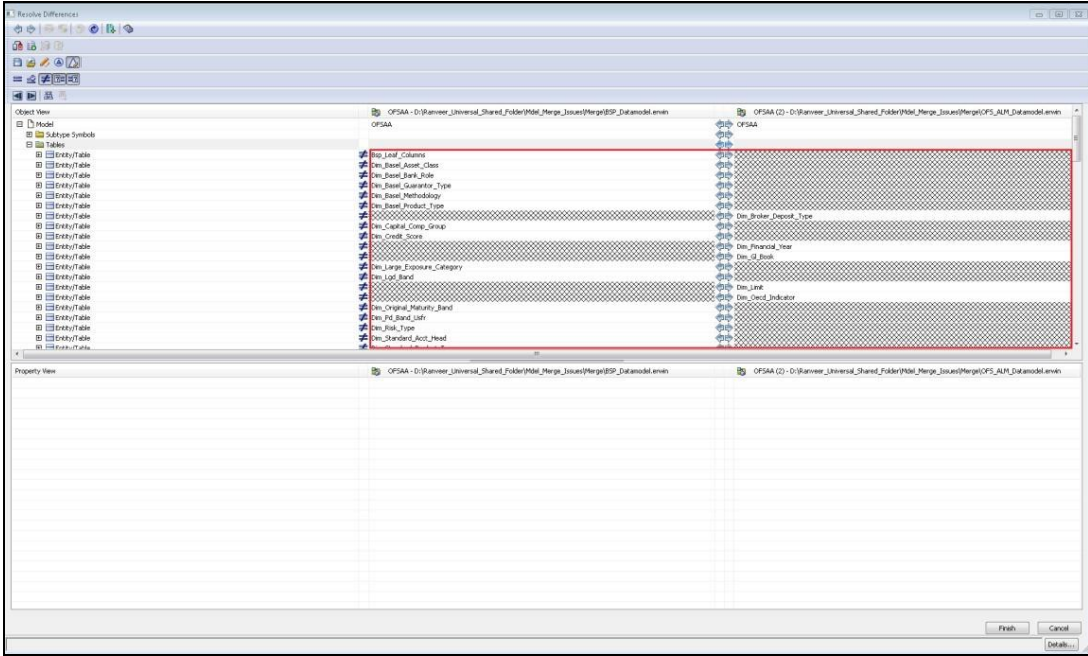 Resolve Differences
Object View OFSAA - D:\Ranveer_Universal_Shared_Folder\Mdel_Merge_Issues\Merge\BSP_Datamodel.erwin OFSAA (2) - D:\Ranveer_Universal_Shared_Folder\Mdel_Merge_Issues\Merge\OFS_ALM_Datamodel.erwin
Model OFSAA OFSAA
Subtype Symbols
Tables
Entity/Table Bsp_Leaf_Columns
Entity/Table Dim_Basel_Asset_Class
Entity/Table Dim_Basel_Bank_Role
Entity/Table Dim_Basel_Guarantor_Type
Entity/Table Dim_Basel_Methodology
Entity/Table Dim_Basel_Product_Type
Entity/Table Dim_Broker_Deposit_Type
Entity/Table Dim_Capital_Comp_Group
Entity/Table Dim_Credit_Score
Entity/Table Dim_Financial_Year
Entity/Table Dim_Gl_Book
Entity/Table Dim_Large_Exposure_Category
Entity/Table Dim_Lgd_Band
Entity/Table Dim_Limit
Entity/Table Dim_Oecd_Indicator
Entity/Table Dim_Original_Maturity_Band
Entity/Table Dim_Pd_Band_Usfr
Entity/Table Dim_Risk_Type
Entity/Table Dim_Standard_Acct_Head
Entity/Table
Property View OFSAA - D:\Ranveer_Universal_Shared_Folder\Mdel_Merge_Issues\Merge\BSP_Datamodel.erwin OFSAA (2) - D:\Ranveer_Universal_Shared_Folder\Mdel_Merge_Issues\Merge\OFS_ALM_Datamodel.erwin
Finish Cancel
Details...